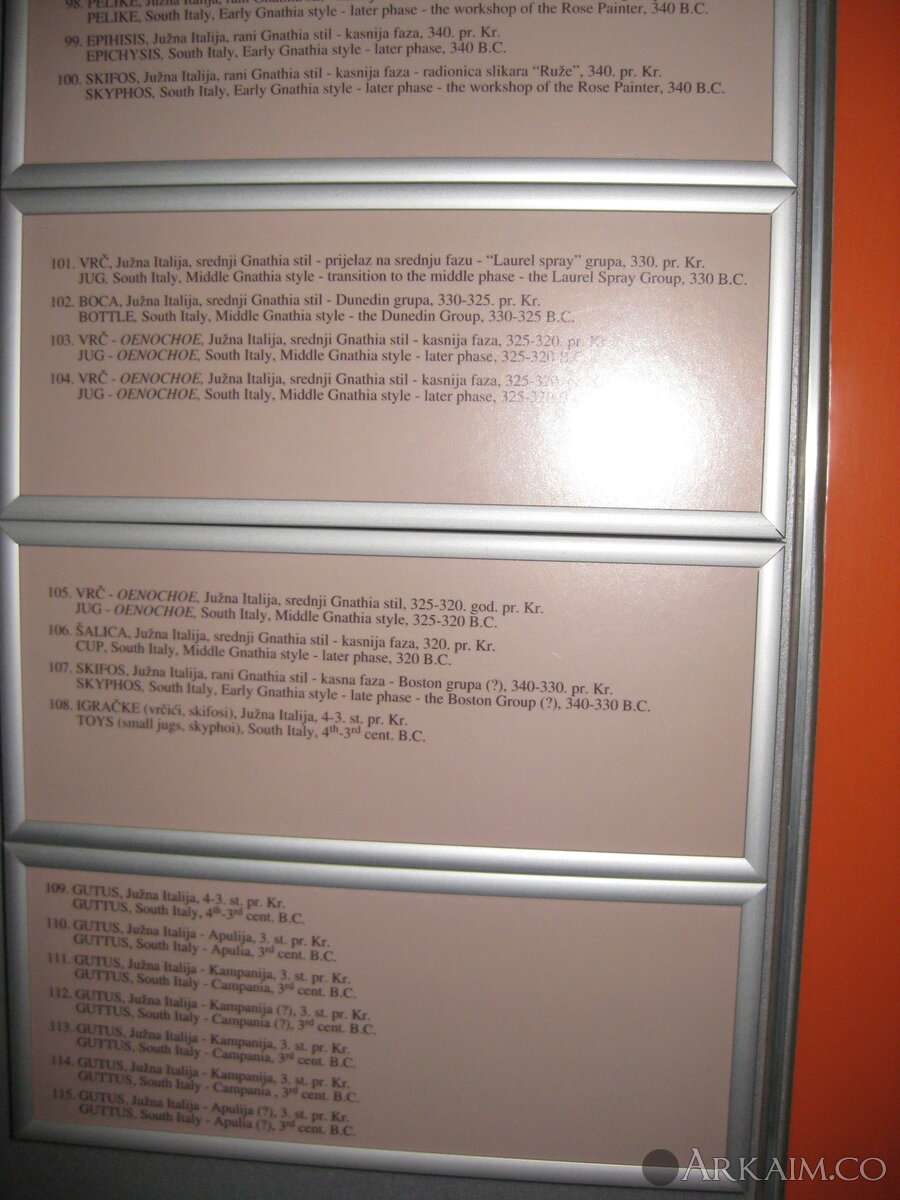 98. PELIKE, Južna Italija, rani Gnathia stil - kasnija
PELIKE, South Italy, Early Gnathia style - later phase - the workshop of the Rose Painter, 340 B.C.
99. EPIHISIS, Južna Italija, rani Gnathia stil - kasnija faza, 340. pr. Kr.
EPICHYSIS, South Italy, Early Gnathia style - later phase, 340 B.C.
100. SKIFOS, Južna Italija, rani Gnathia stil - kasnija faza - radionica slikara “Ruže”, 340. pr. Kr.
SKYPHOS, South Italy, Early Gnathia style - later phase - the workshop of the Rose Painter, 340 B.C.
101. VRČ, Južna Italija, srednji Gnathia stil - prijelaz na srednju fazu - “Laurel spray” grupa, 330. pr. Kr.
JUG, South Italy, Middle Gnathia style - transition to the middle phase - the Laurel Spray Group, 330 B.C.
102. BOCA, Južna Italija, srednji Gnathia stil - Dunedin grupa, 330-325. pr. Kr.
BOTTLE, South Italy, Middle Gnathia style - the Dunedin Group, 330-325 B.C.
103. VRČ - OENOCHOE, Južna Italija, srednji Gnathia stil - kasnija faza, 325-320. pr. Kr.
JUG - OENOCHOE, South Italy, Middle Gnathia style - later phase, 325-320 B.C.
104. VRČ - OENOCHOE, Južna Italija, srednji Gnathia stil - kasnija faza, 325-320. pr.
JUG - OENOCHOE, South Italy, Middle Gnathia style - later phase, 325-320
105. VRČ - OENOCHOE, Južna Italija, srednji Gnathia stil, 325-320. god. pr. Kr.
JUG - OENOCHOE, South Italy, Middle Gnathia style, 325-320 B.C.
106. ŠALICA, Južna Italija, srednji Gnathia stil - kasnija faza, 320. pr. Kr.
CUP, South Italy, Middle Gnathia style - later phase, 320 B.C.
107. SKIFOS, Južna Italija, rani Gnathia stil - kasna faza - Boston grupa (?), 340-330. pr. Kr.
SKYPHOS, South Italy, Early Gnathia style - late phase - the Boston Group (?), 340-330 B.C.
108. IGRAČKE (vrčići, skifosi), Južna Italija, 4-3. st. pr. Kr.
TOYS (small jugs, skyphoi), South Italy, 4th-3rd cent. B.C.
109. GUTUS, Južna Italija, 4-3. st. pr. Kr.
GUTTUS, South Italy, 4th-3rd cent. B.C.
110. GUTUS, Južna Italija - Apulija, 3. st. pr. Kr.
GUTTUS, South Italy - Apulia, 3rd cent. B.C.
111. GUTUS, Južna Italija - Kampanija, 3. st. pr. Kr.
GUTTUS, South Italy - Campania, 3rd cent. B.C.
112. GUTUS, Južna Italija - Kampanija (?), 3. st. pr. Kr.
GUTTUS, South Italy - Campania (?), 3rd cent. B.C.
113. GUTUS, Južna Italija - Kampanija, 3. st. pr. Kr.
GUTTUS, South Italy - Campania, 3rd cent. B.C.
114. GUTUS, Južna Italija - Kampanija, 3. st. pr. Kr.
GUTTUS, South Italy - Campania , 3rd cent. B.C.
115. GUTUS, Južna Italija - Apulija (?), 3. st. pr. Kr.
GUTTUS, South Italy - Apulia (?), 3rd cent. B.C.
ARKAIM.CO